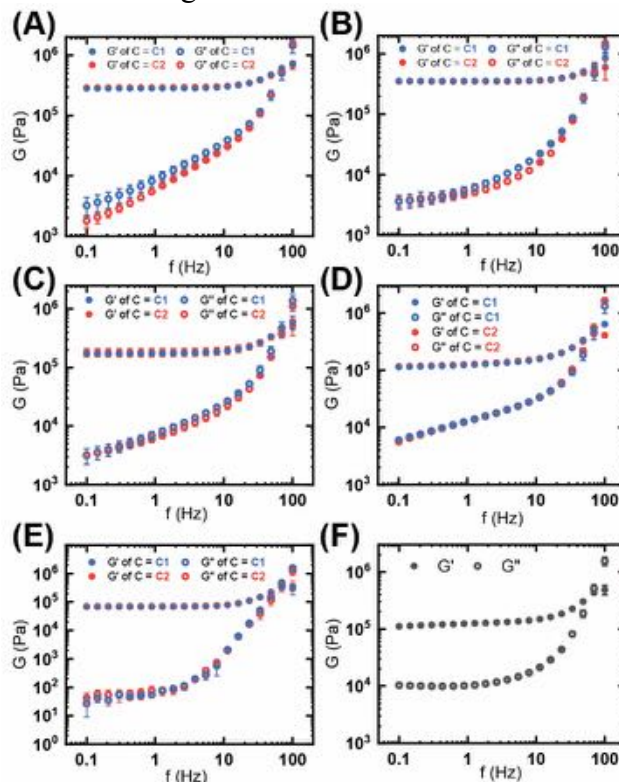 (A)
G' of C = C1 G" of C = C1
G' of C = C2 G" of C = C2
G (Pa)
10^6
10^5
10^4
10^3
0.1 1 10 100
f (Hz)
(B)
G' of C = C1 G" of C = C1
G' of C = C2 G" of C = C2
G (Pa)
10^6
10^5
10^4
10^3
0.1 1 10 100
f (Hz)
(C)
G' of C = C1 G" of C = C1
G' of C = C2 G" of C = C2
G (Pa)
10^6
10^5
10^4
10^3
0.1 1 10 100
f (Hz)
(D)
G' of C = C1
G" of C = C1
G' of C = C2
G" of C = C2
G (Pa)
10^6
10^5
10^4
10^3
0.1 1 10 100
f (Hz)
(E)
G' of C = C1 G" of C = C1
G' of C = C2 G" of C = C2
G (Pa)
10^6
10^5
10^4
10^3
10^2
10^1
10^0
0.1 1 10 100
f (Hz)
(F)
G' G"
G (Pa)
10^6
10^5
10^4
10^3
0.1 1 10 100
f (Hz)